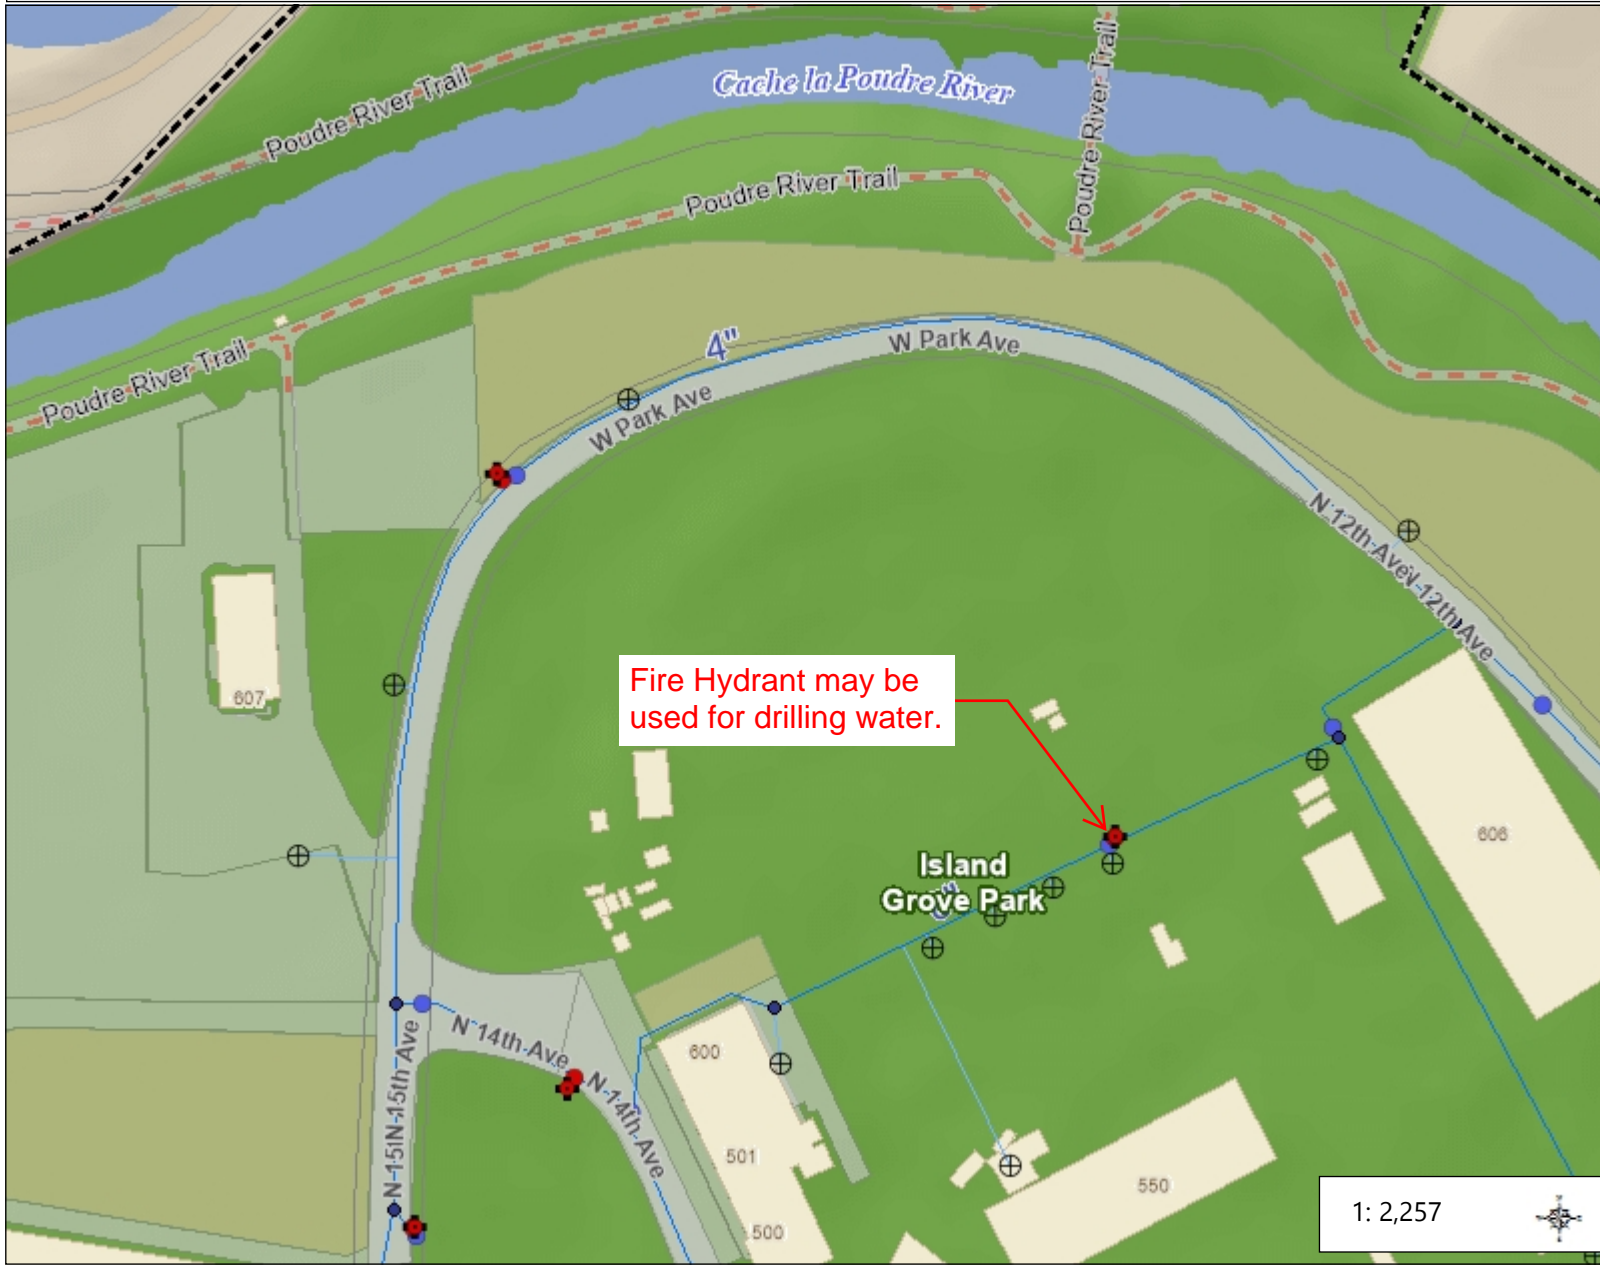 Cache la Poudre River
Poudre River Trail
Poudre River Trail
Poudre River Trail
Poudre River Trail
4"
W Park Ave
W Park Ave
N 12th Ave
12th Ave
607
Fire Hydrant may be
used for drilling water.
606
Island
Grove Park
N 14th Ave
N 14th Ave
N 15th Ave
600
501
550
500
1: 2,257